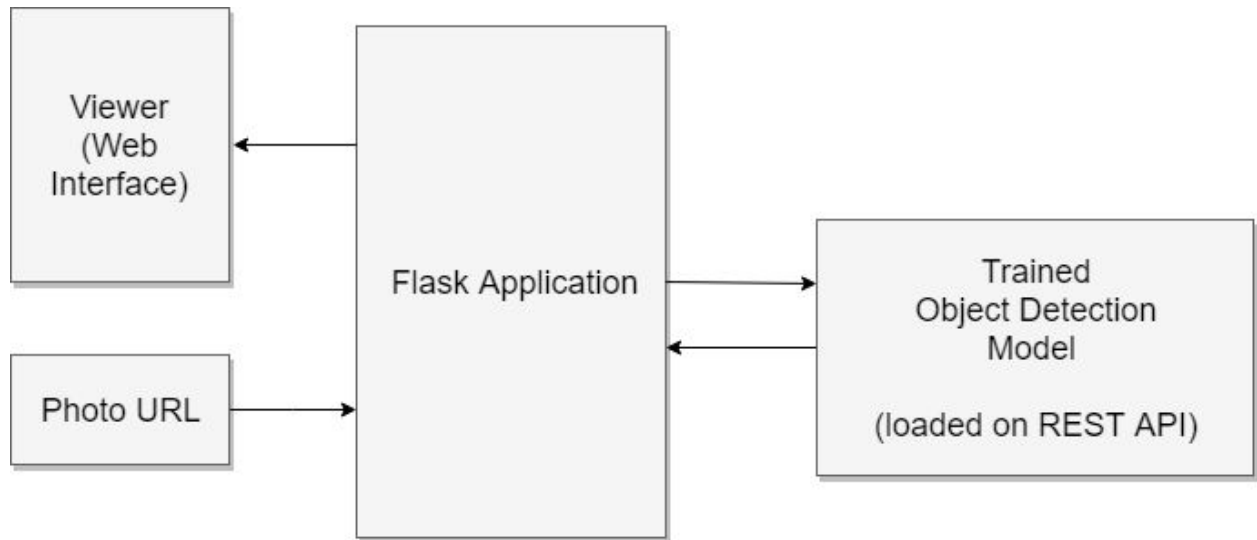 Viewer
(Web
Interface)
Photo URL
Flask Application
Trained
Object Detection
Model
(loaded on REST API)